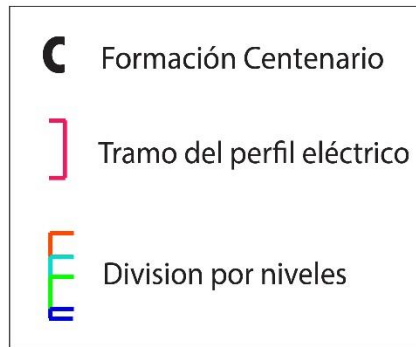 C Formación Centenario
Tramo del perfil eléctrico
Division por niveles